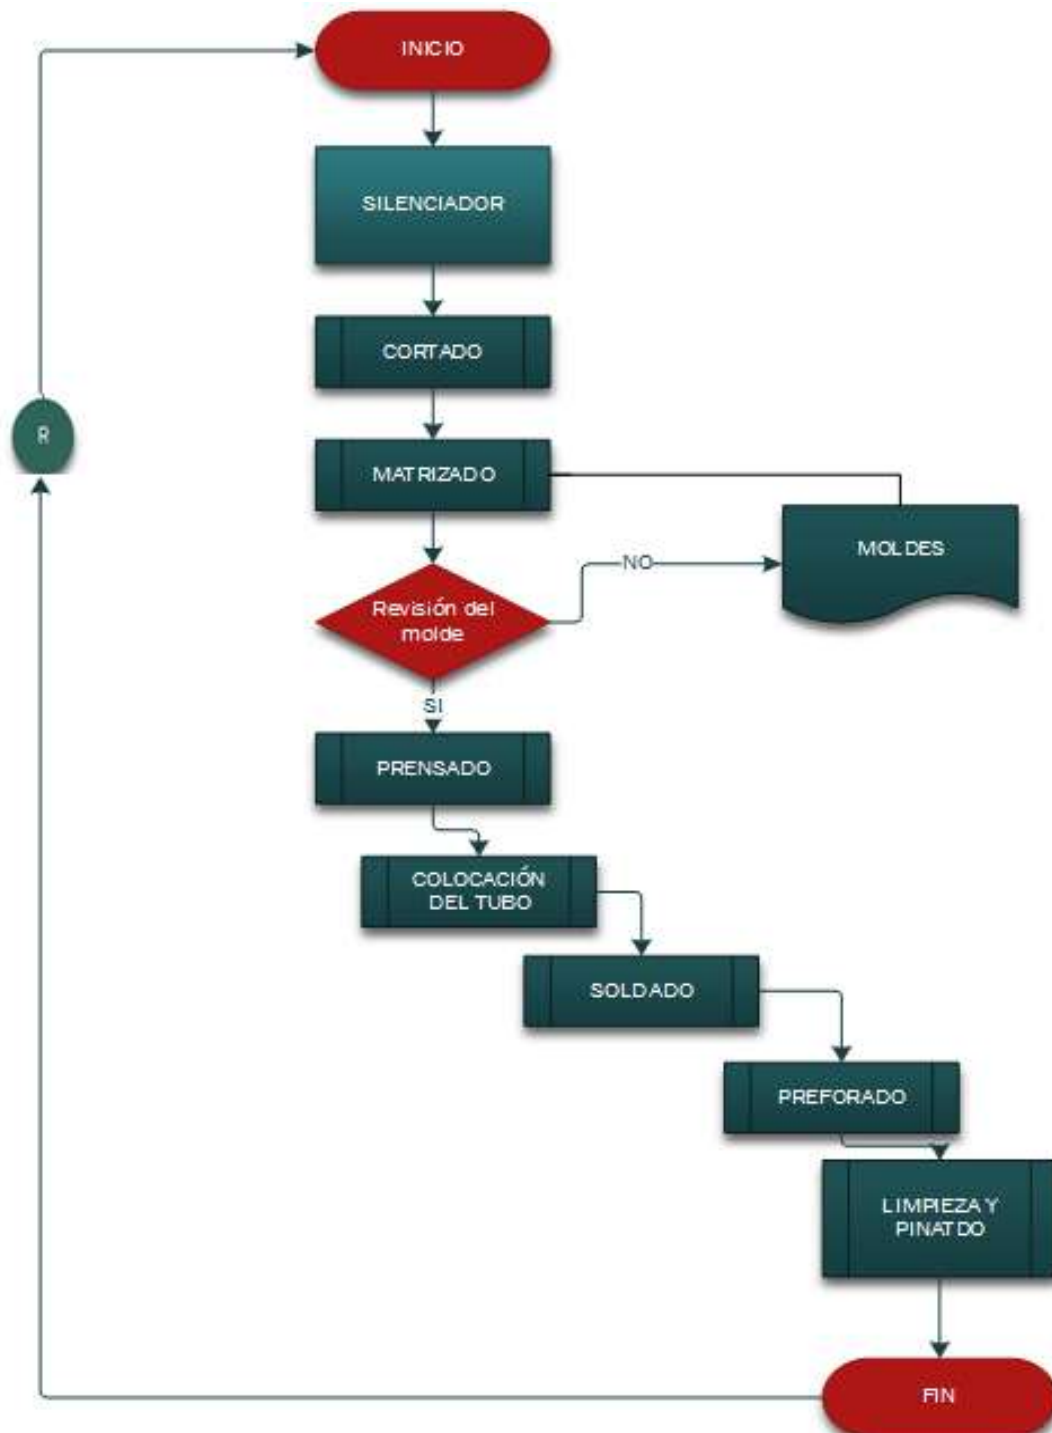 INICIO
SILENCIADOR
CORTADO
R
MATRIZADO
MOLDES
NO
Revisión del
molde
SI
PRENSADO
COLOCACIÓN
DEL TUBO
SOLDADO
PREFORADO
LIMPIEZA Y
PINATDO
FIN